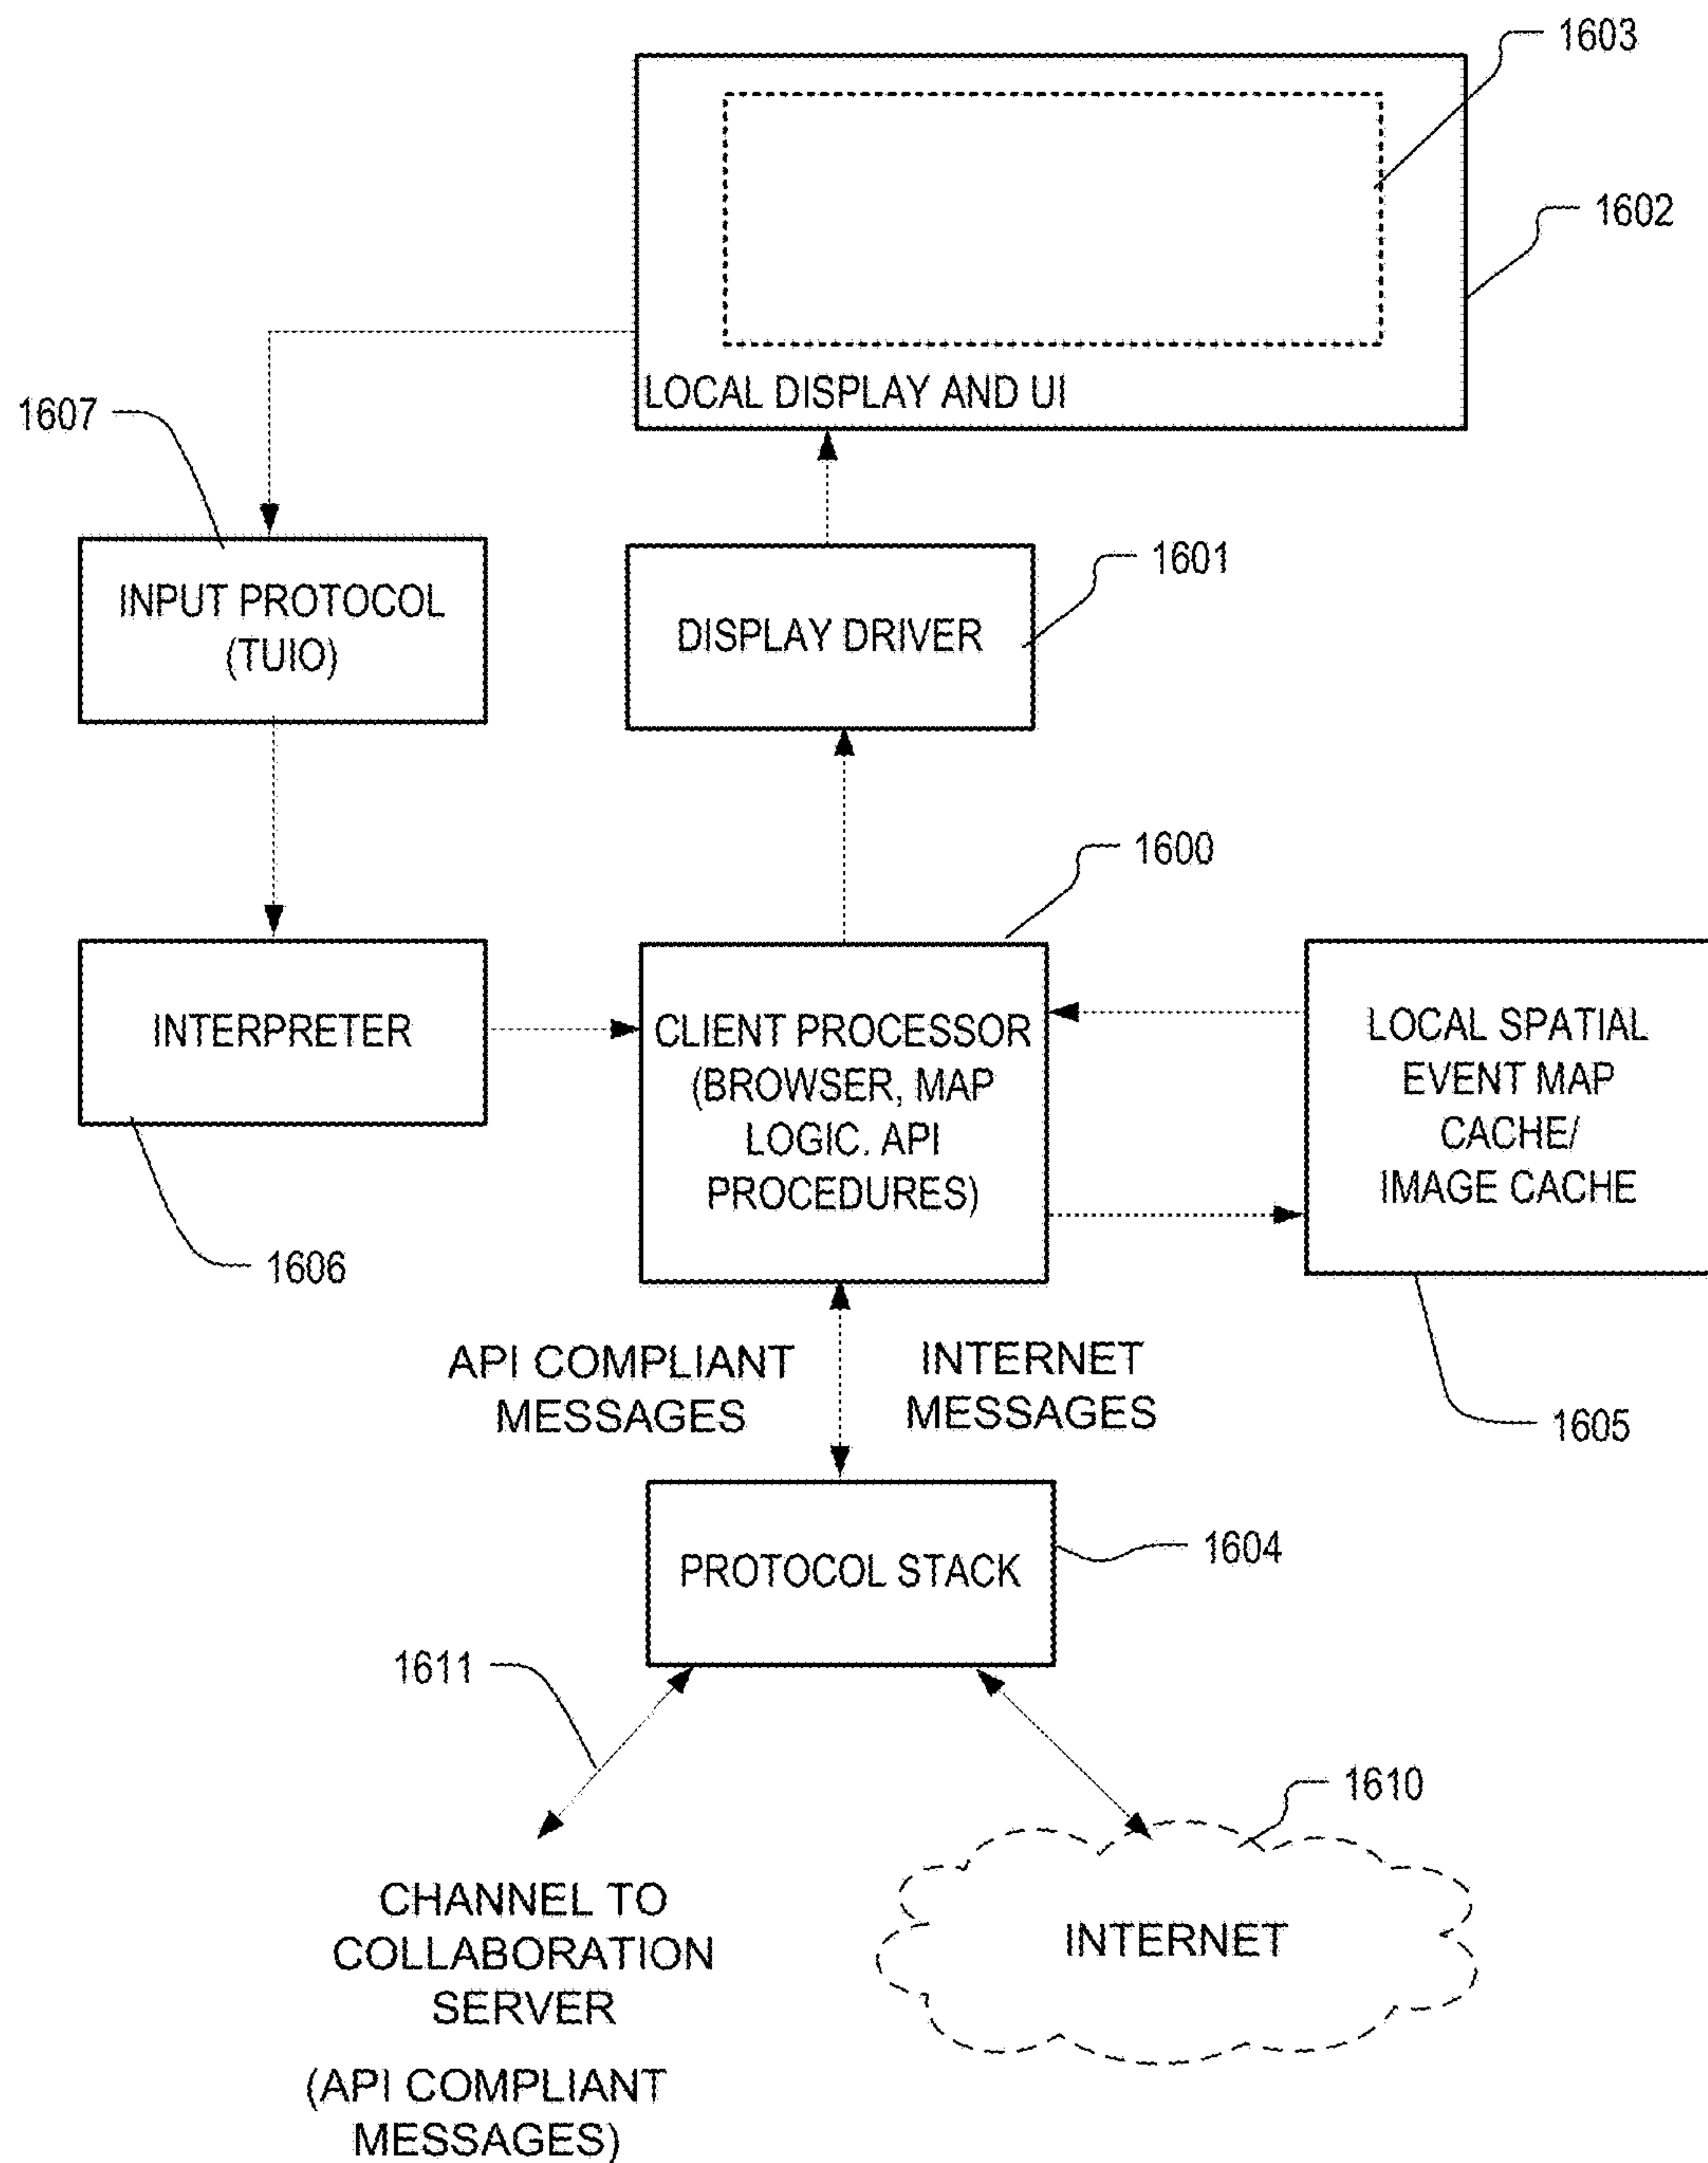 1603
1602
LOCAL DISPLAY AND UI
1607
INPUT PROTOCOL
(TUIO)
1601
DISPLAY DRIVER
1600
INTERPRETER
CLIENT PROCESSOR
(BROWSER, MAP
LOGIC. API
PROCEDURES)
LOCAL SPATIAL
EVENT MAP
CACHE/
IMAGE CACHE
1606
API COMPLIANT
MESSAGES
INTERNET
MESSAGES
1605
PROTOCOL STACK
1604
1611
1610
CHANNEL TO
COLLABORATION
SERVER
(API COMPLIANT
MESSAGES)
INTERNET